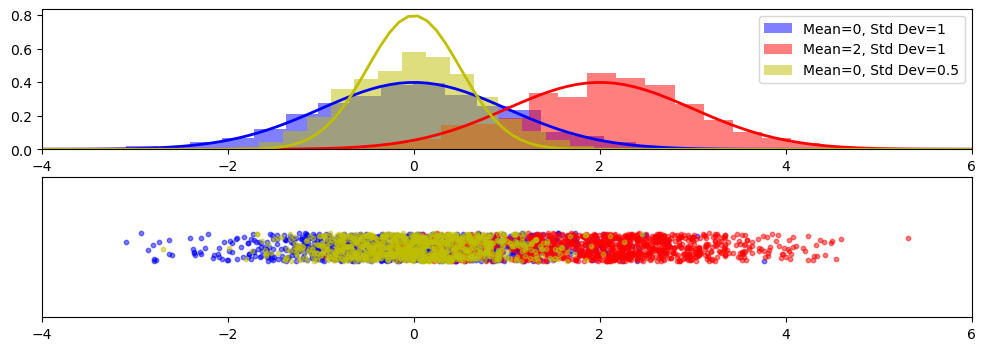 0.8
0.6
0.4
0.2
0.0
Mean=0, Std Dev=1
Mean=2, Std Dev=1
Mean=0, Std Dev=0.5
−4 −2 0 2 4 6
−4 −2 0 2 4 6